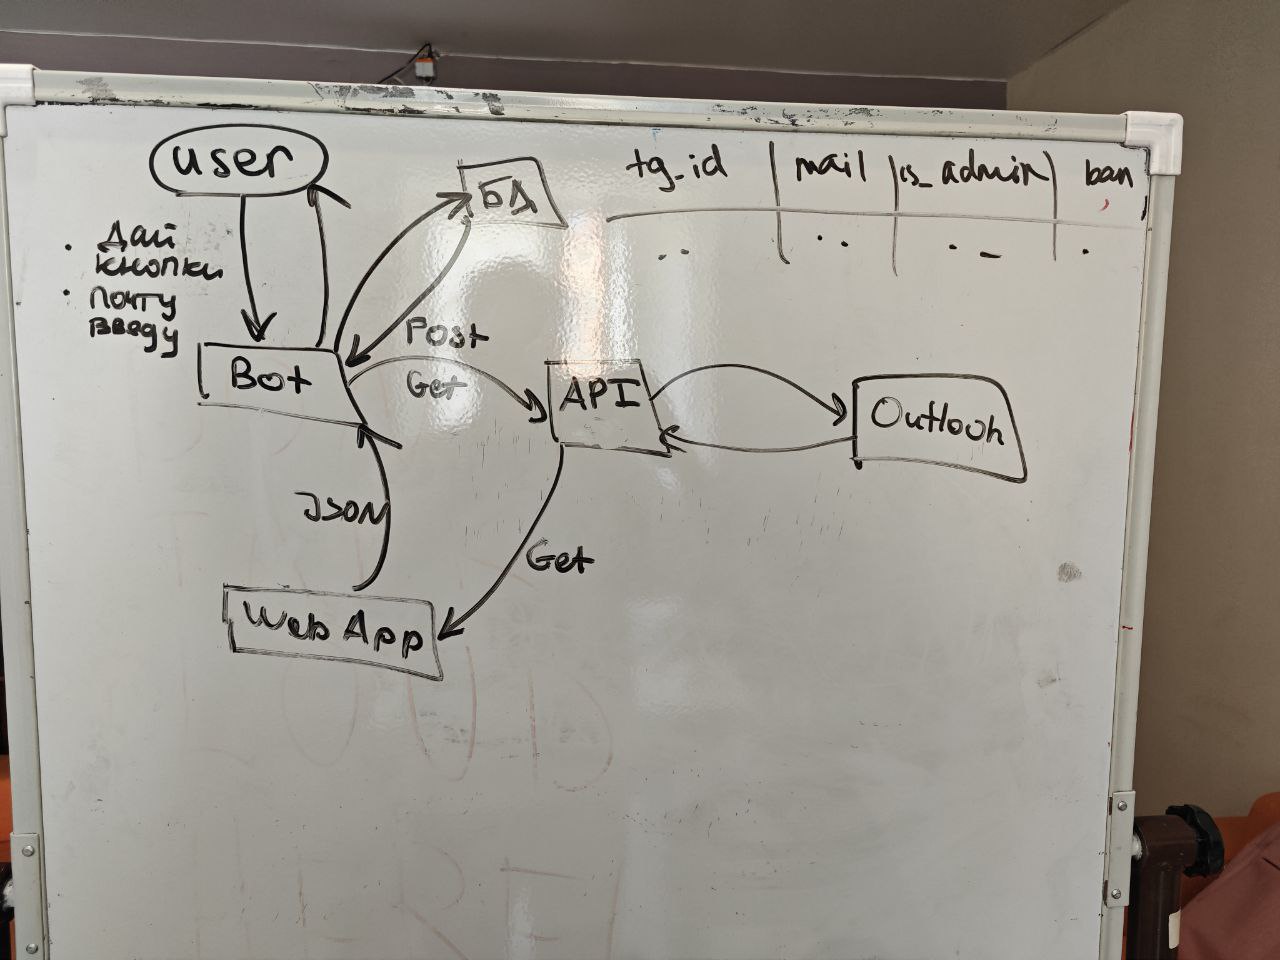 user
БД
tg_id | mail | is_admin | ban
· Дай
кнопки
· Почту
введу
Post
Get
Bot
API
Outlook
JSON
Get
Web App